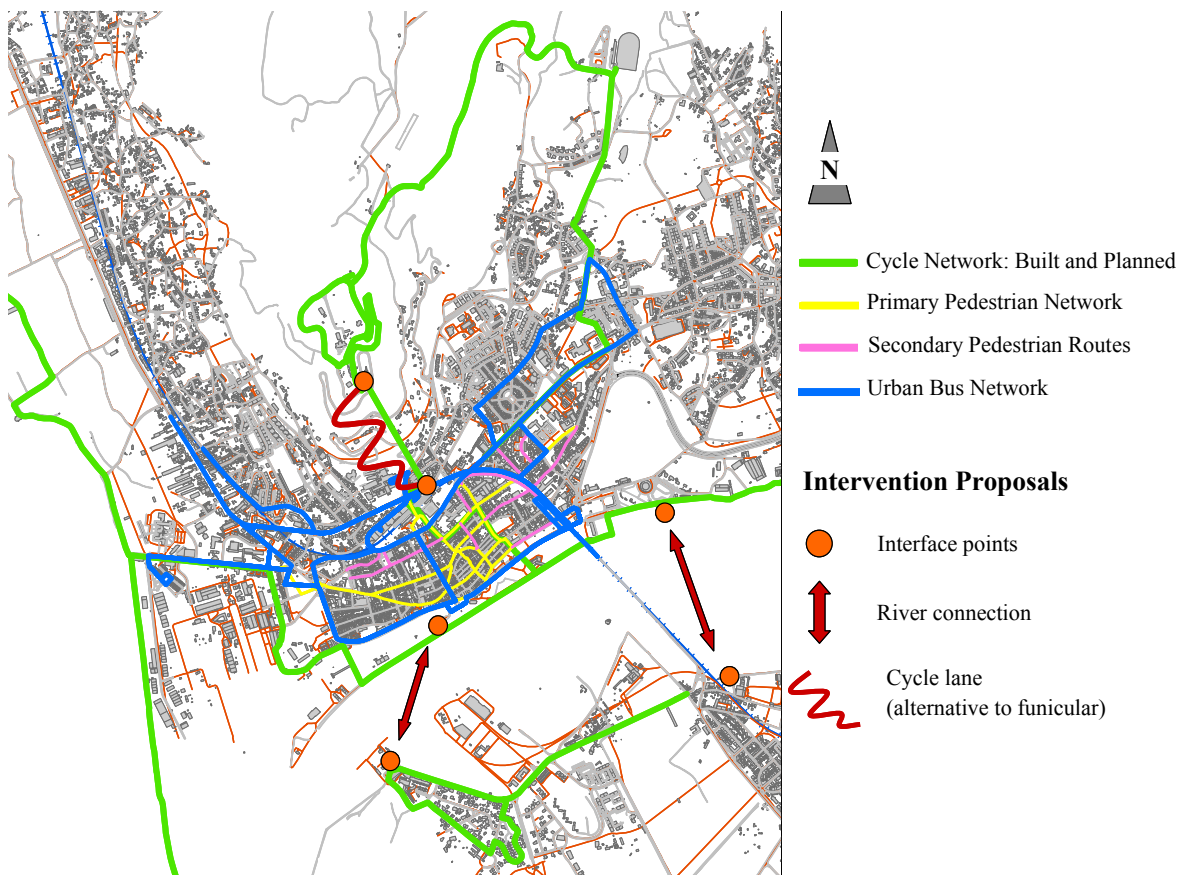 N
Cycle Network: Built and Planned
Primary Pedestrian Network
Secondary Pedestrian Routes
Urban Bus Network
Intervention Proposals
Interface points
River connection
Cycle lane
(alternative to funicular)